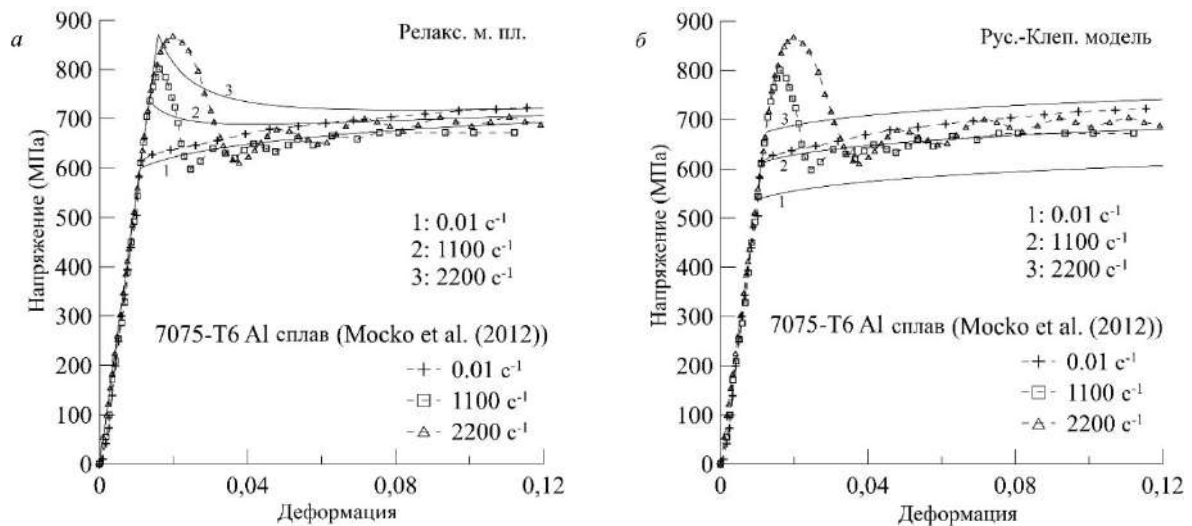 а
Напряжение (МПа)
900
800
700
600
500
400
300
200
100
0
Релакс. м. пл.
3
2
1
1: 0.01 с-1
2: 1100 с-1
3: 2200 с-1
7075-T6 Al сплав (Mocko et al. (2012))
0.01 с-1
1100 с-1
2200 с-1
0
0,04
0,08
0,12
Деформация
б
Напряжение (МПа)
900
800
700
600
500
400
300
200
100
0
Рус.-Клеп. модель
3
2
1
1: 0.01 с-1
2: 1100 с-1
3: 2200 с-1
7075-T6 Al сплав (Mocko et al. (2012))
0.01 с-1
1100 с-1
2200 с-1
0
0,04
0,08
0,12
Деформация